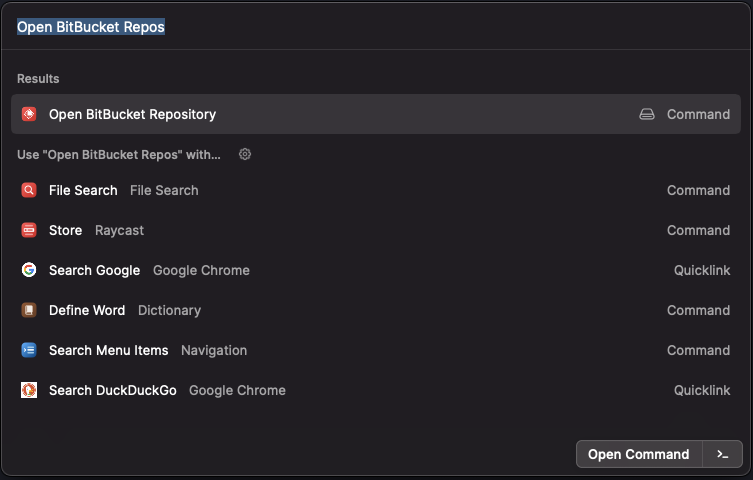 Open BitBucket Repos
Results
Open BitBucket Repository Command
Use "Open BitBucket Repos" with...
File Search File Search Command
Store Raycast Command
Search Google Google Chrome Quicklink
Define Word Dictionary Command
Search Menu Items Navigation Command
Search DuckDuckGo Google Chrome Quicklink
Open Command